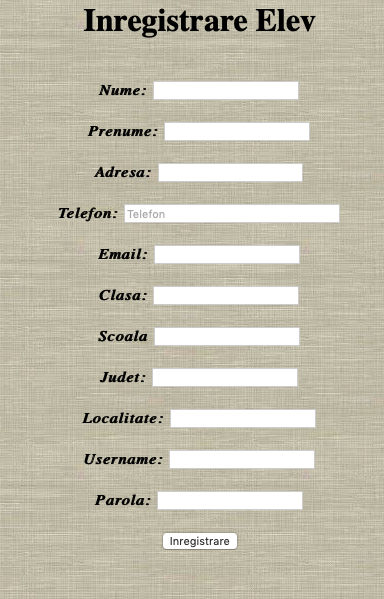 Inregistrare Elev
Nume:
Prenume:
Adresa:
Telefon: Telefon
Email:
Clasa:
Scoala
Judet:
Localitate:
Username:
Parola:
Inregistrare